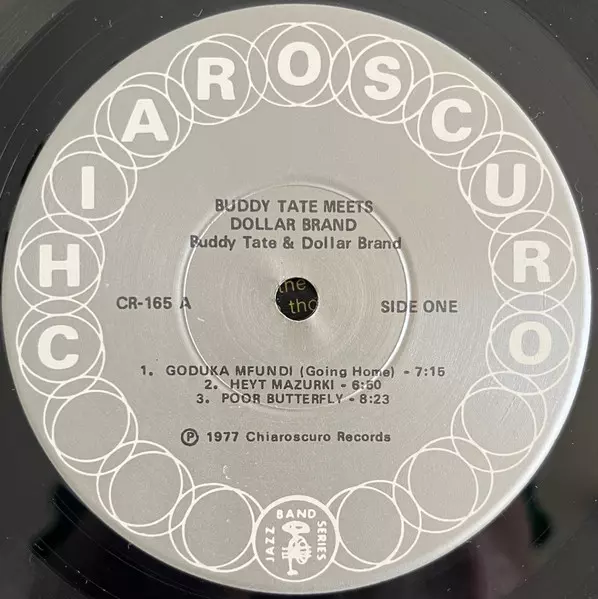 CHIAROSCURO
BUDDY TATE MEETS
DOLLAR BRAND
Buddy Tate & Dollar Brand
the
CR-165 A
SIDE ONE
1. GODUKA MFUNDI (Going Home) - 7:15
2. HEYT MAZURKI - 6:50
3. POOR BUTTERFLY - 8:23
℗ 1977 Chiaroscuro Records
JAZZ BAND SERIES